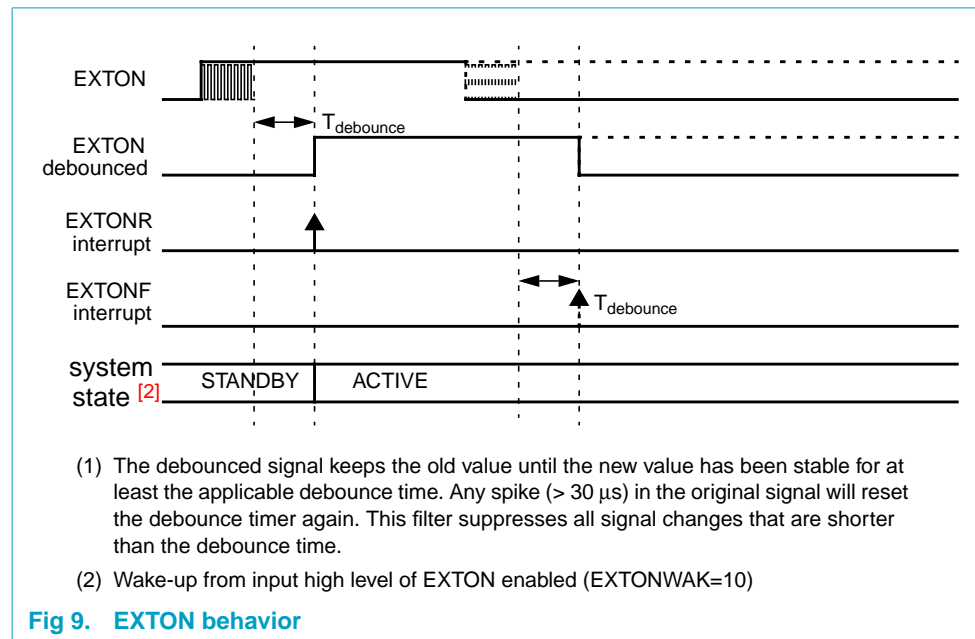 EXTON
T debounce
EXTON
debounced
EXTONR
interrupt
EXTONF
interrupt
T debounce
system
state [2]
STANDBY
ACTIVE
(1) The debounced signal keeps the old value until the new value has been stable for at
least the applicable debounce time. Any spike (> 30 μs) in the original signal will reset
the debounce timer again. This filter suppresses all signal changes that are shorter
than the debounce time.
(2) Wake-up from input high level of EXTON enabled (EXTONWAK=10)
Fig 9. EXTON behavior